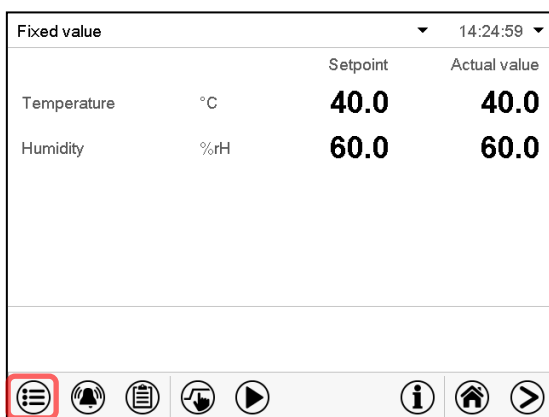 Fixed value 14:24:59
Setpoint Actual value
Temperature °C 40.0 40.0
Humidity %rH 60.0 60.0